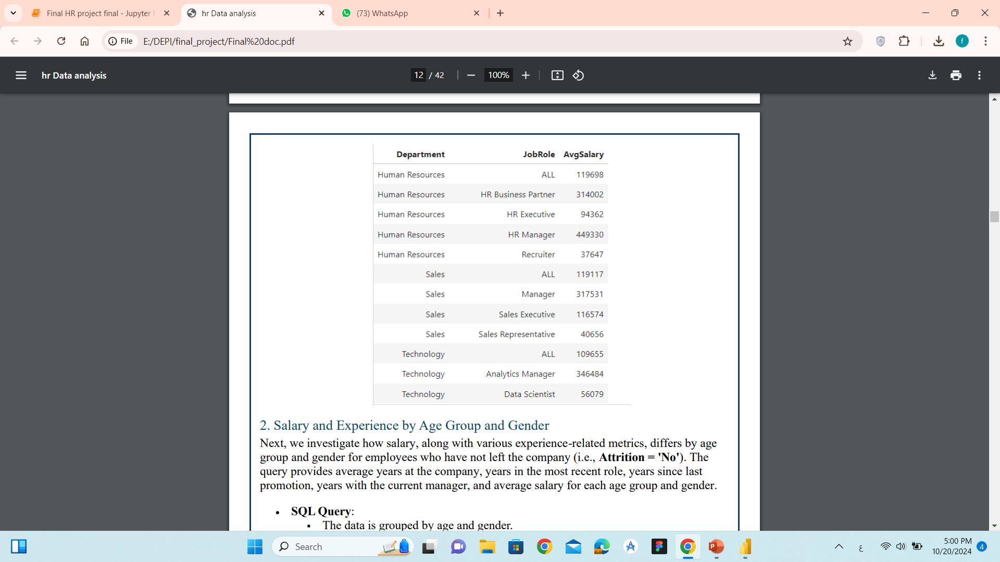 Final HR project final - Jupyter
hr Data analysis
(73) WhatsApp
File
E:/DEPI/final_project/Final%20doc.pdf
f
hr Data analysis
12 / 42
100%
Department JobRole AvgSalary
Human Resources ALL 119698
Human Resources HR Business Partner 314002
Human Resources HR Executive 94362
Human Resources HR Manager 449330
Human Resources Recruiter 37647
Sales ALL 119117
Sales Manager 317531
Sales Sales Executive 116574
Sales Sales Representative 40656
Technology ALL 109655
Technology Analytics Manager 346484
Technology Data Scientist 56079
2. Salary and Experience by Age Group and Gender
Next, we investigate how salary, along with various experience-related metrics, differs by age
group and gender for employees who have not left the company (i.e., Attrition = 'No'). The
query provides average years at the company, years in the most recent role, years since last
promotion, years with the current manager, and average salary for each age group and gender.
• SQL Query:
▪ The data is grouped by age and gender.
Search
P
ع
5:00 PM
10/20/2024
4